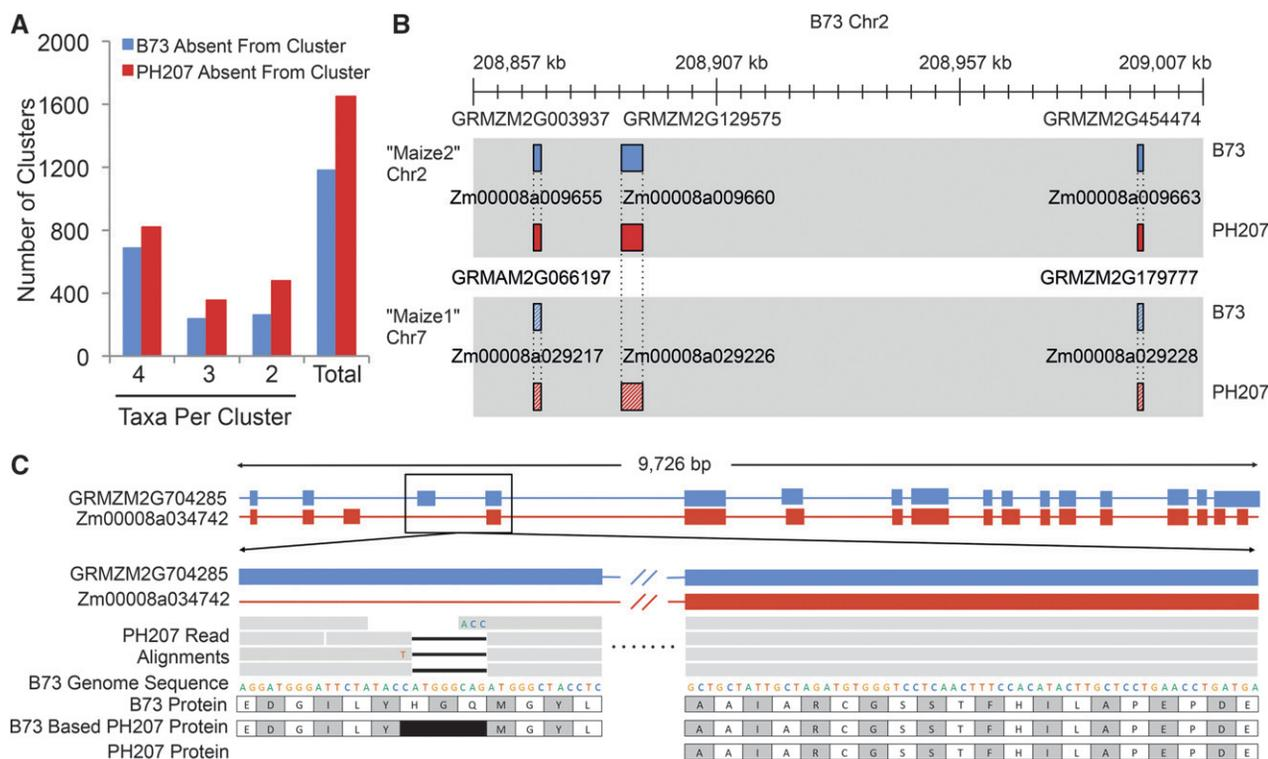 A
2000
1600
1200
800
400
0
Number of Clusters
B73 Absent From Cluster
PH207 Absent From Cluster
4 3 2 Total
Taxa Per Cluster
B
B73 Chr2
208,857 kb 208,907 kb 208,957 kb 209,007 kb
GRMZM2G003937 GRMZM2G129575 GRMZM2G454474
"Maize2"
Chr2
B73
Zm00008a009655 Zm00008a009660 Zm00008a009663
PH207
GRMAM2G066197 GRMZM2G179777
"Maize1"
Chr7
B73
Zm00008a029217 Zm00008a029226 Zm00008a029228
PH207
C
9,726 bp
GRMZM2G704285
Zm00008a034742
GRMZM2G704285
Zm00008a034742
A C C
PH207 Read
Alignments
T
B73 Genome Sequence AGGATGGGATTCTATACCATGGGCAGATGGGCTACCTC GCTGCTATTGCTAGATGTGGGTCCTCAACTTTCCACATACTTGCTCCTGAACCTGATGA
B73 Protein E D G I L Y H G Q M G Y L A A I A R C G S S T F H I L A P E P D E
B73 Based PH207 Protein E D G I L Y M G Y L A A I A R C G S S T F H I L A P E P D E
PH207 Protein A A I A R C G S S T F H I L A P E P D E